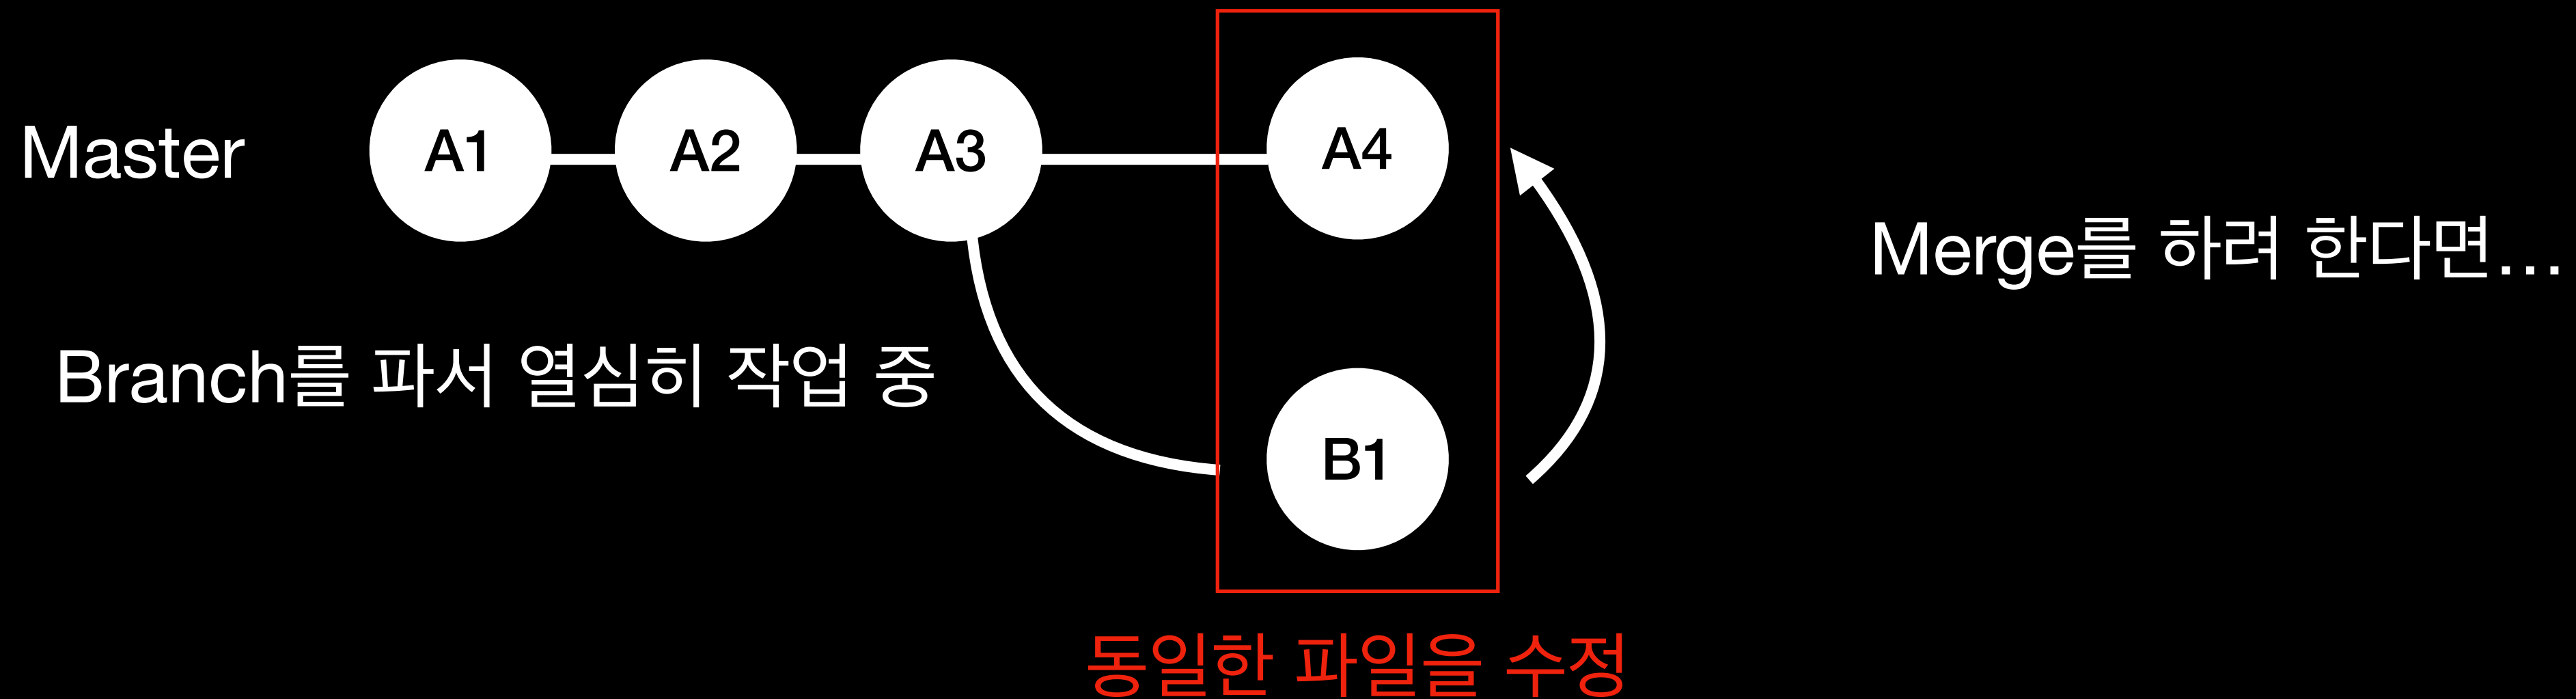 Master
A1
A2
A3
A4
Merge를 하려 한다면...
Branch를 파서 열심히 작업 중
B1
동일한 파일을 수정